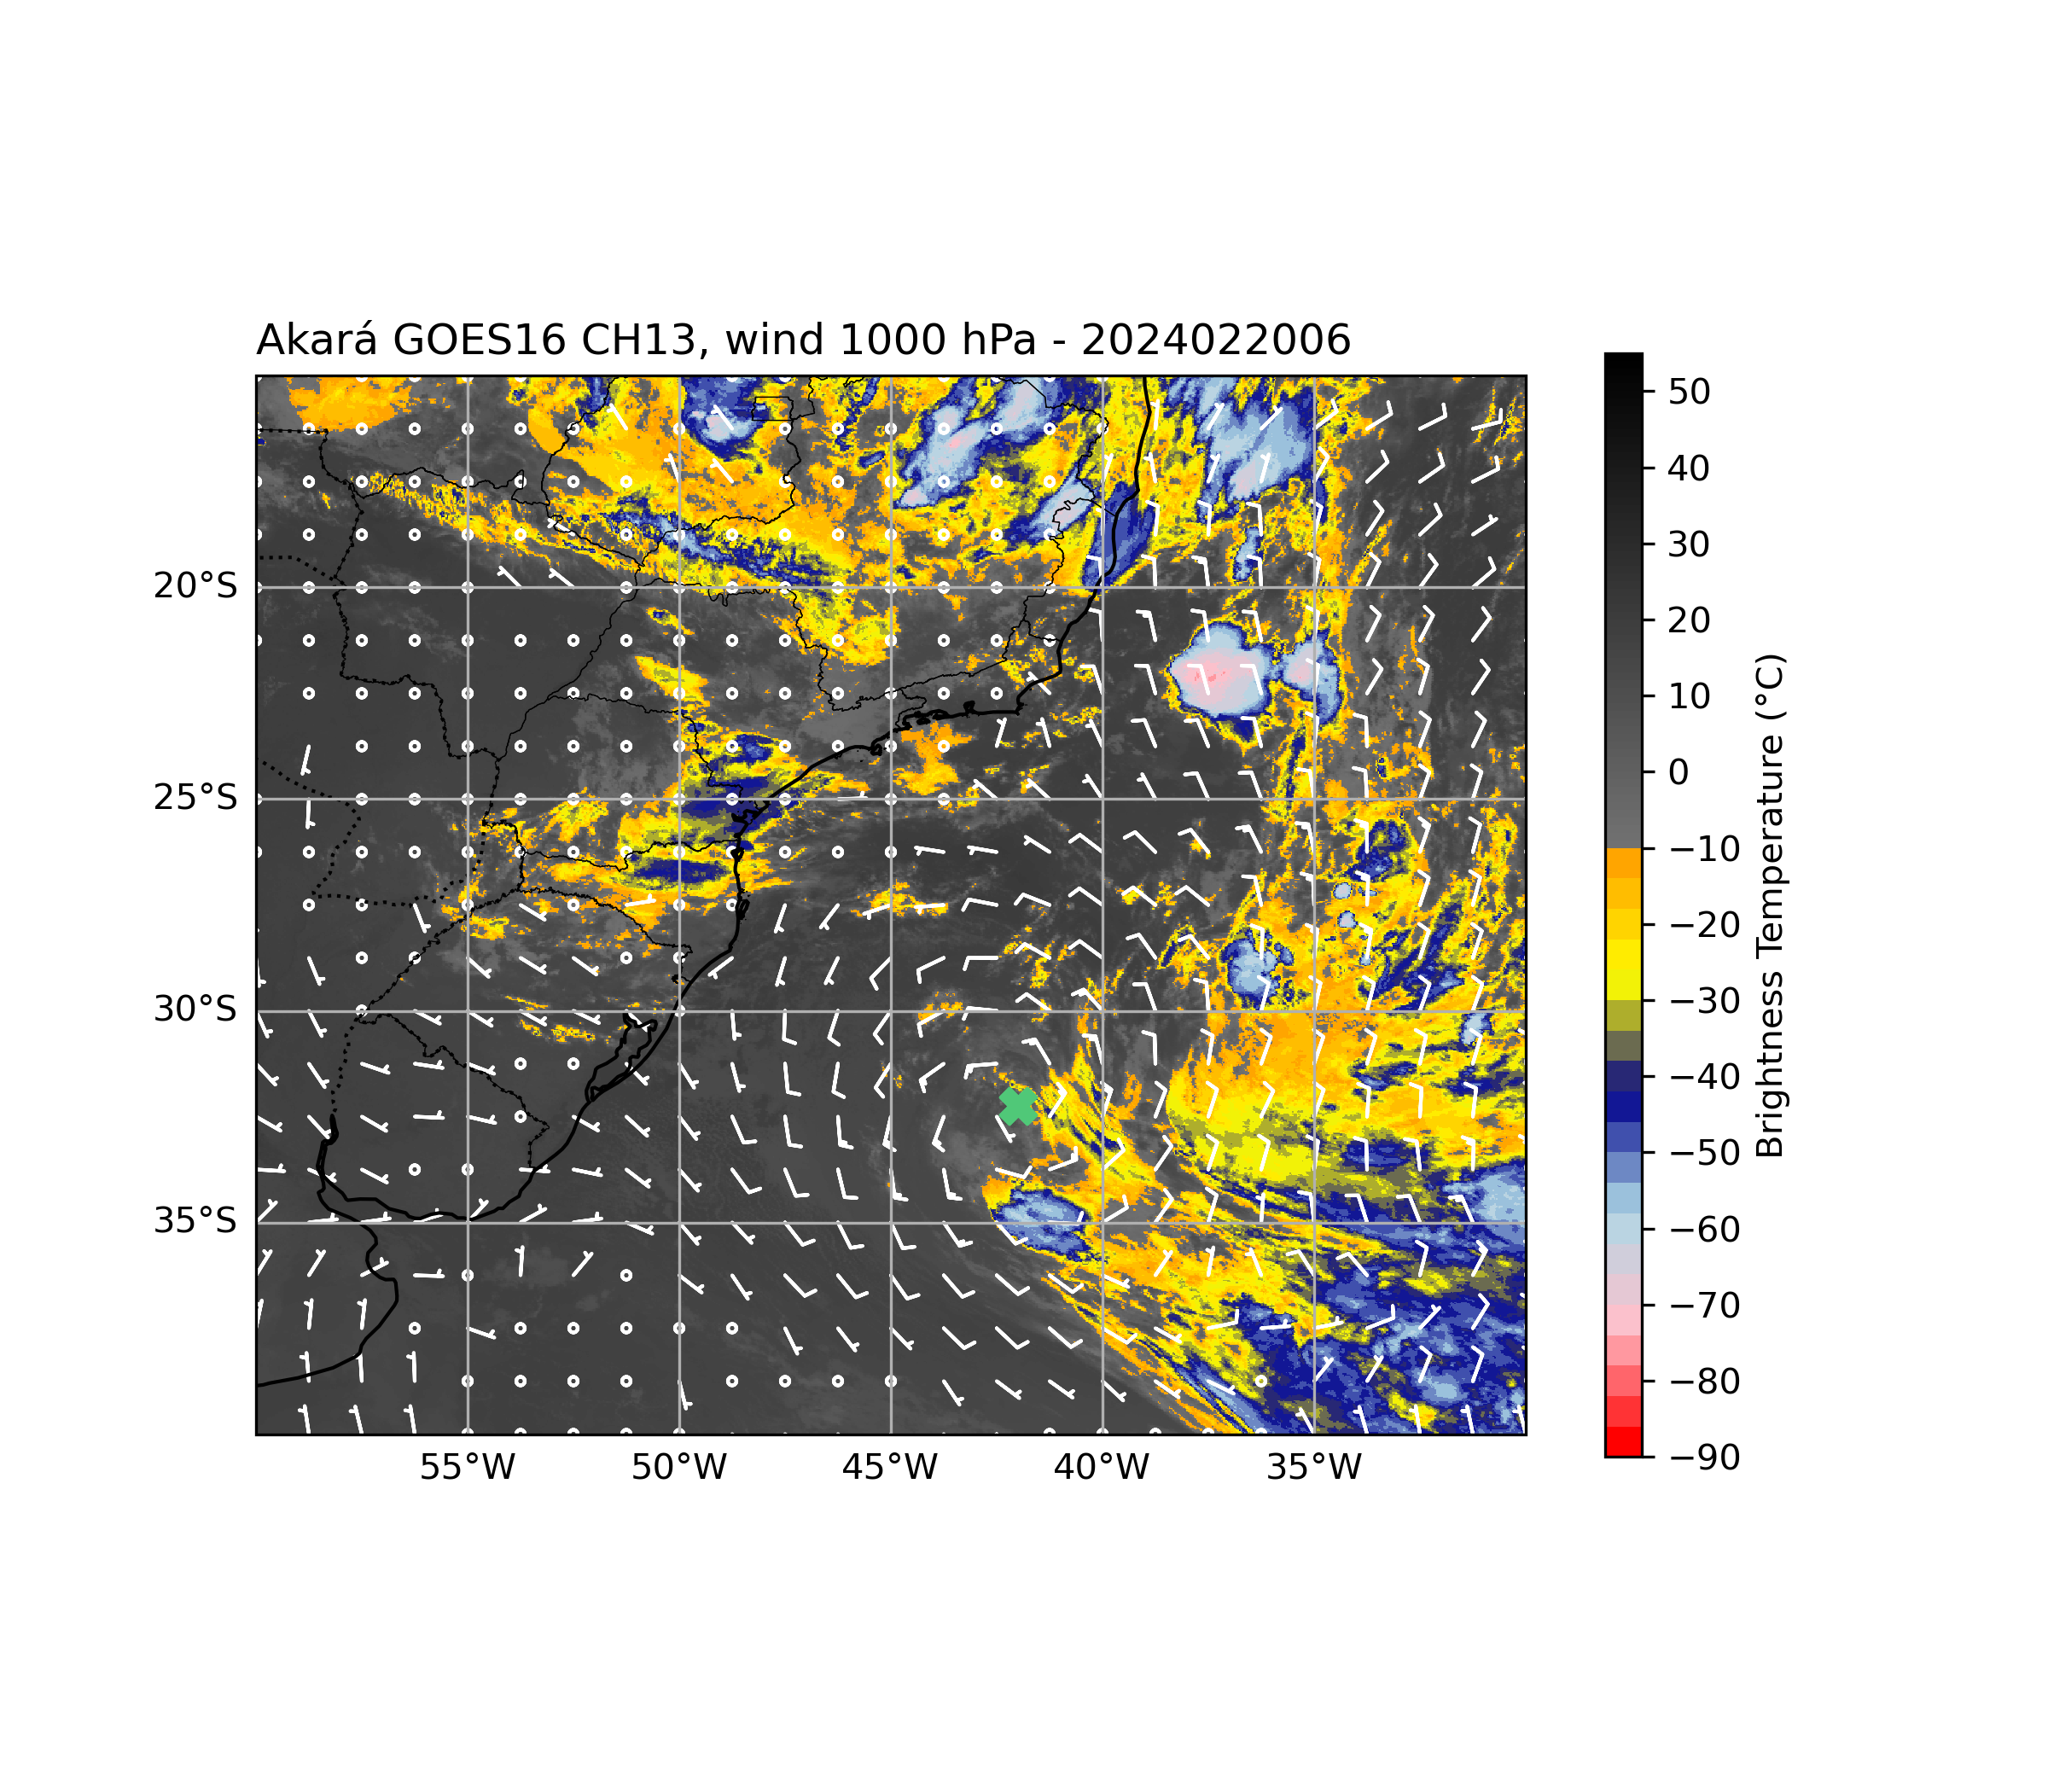 Akará GOES16 CH13, wind 1000 hPa - 2024022006
20°S
25°S
30°S
35°S
55°W
50°W
45°W
40°W
35°W
50
40
30
20
10
0
−10
−20
−30
−40
−50
−60
−70
−80
−90
Brightness Temperature (°C)